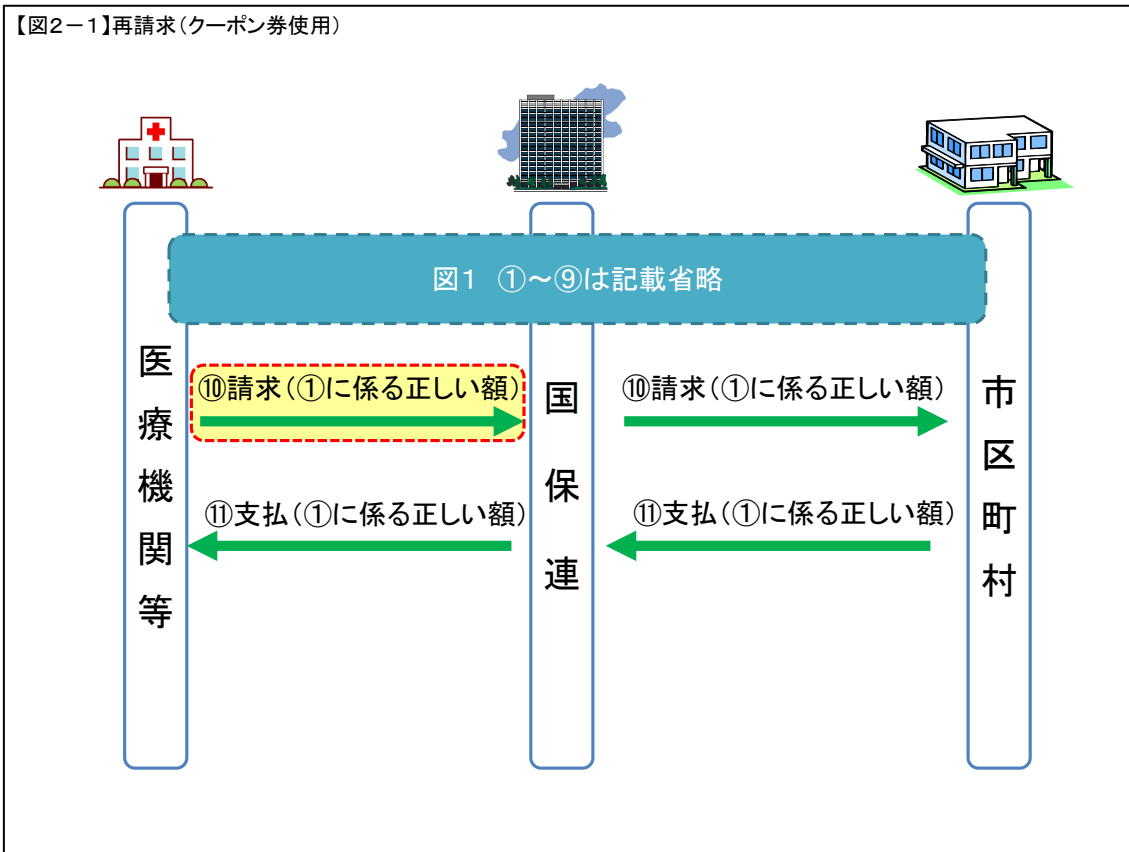 【図2－1】再請求（クーポン券使用）
図1　①～⑨は記載省略
医療機関等
国保連
市区町村
⑩請求（①に係る正しい額）
⑩請求（①に係る正しい額）
⑪支払（①に係る正しい額）
⑪支払（①に係る正しい額）